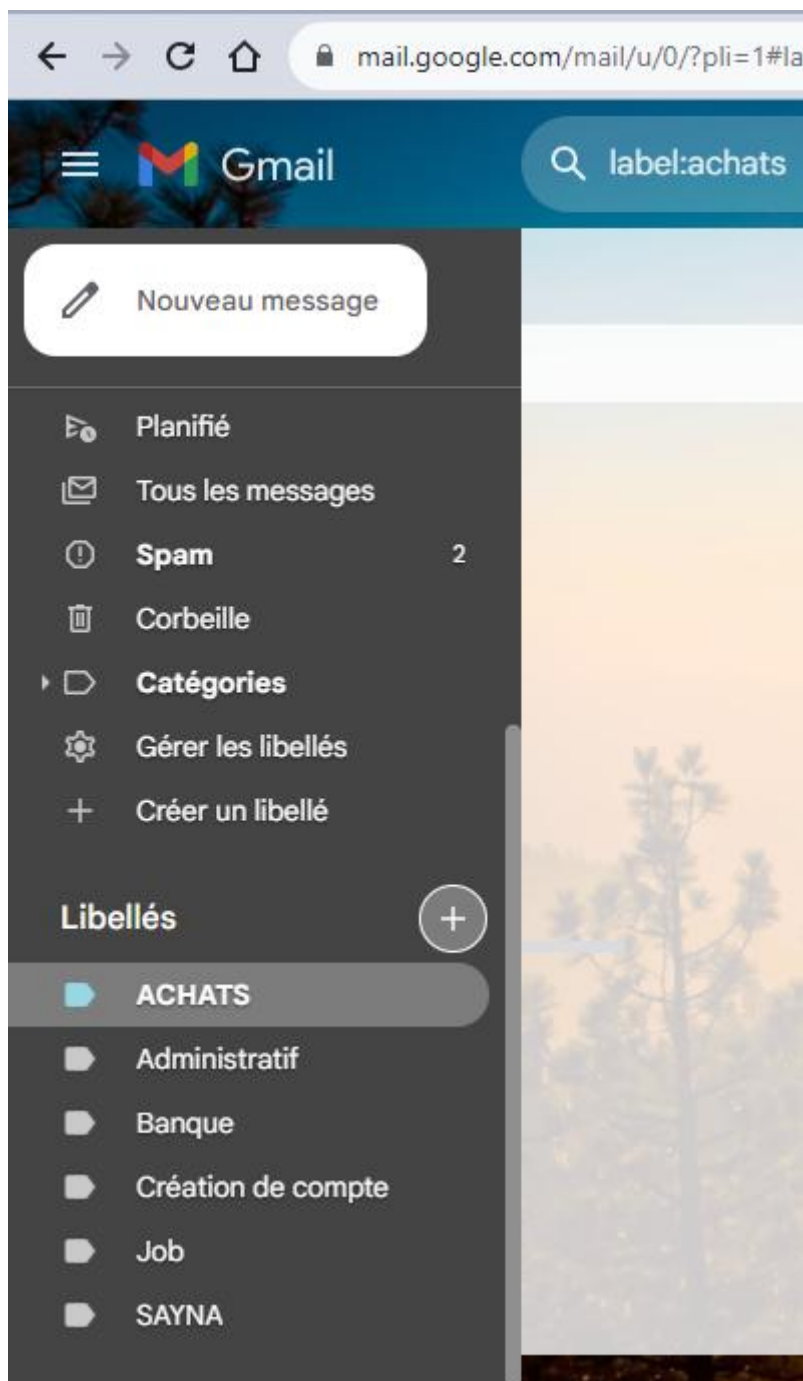 mail.google.com/mail/u/0/?pli=1#la
Gmail
label:achats
Nouveau message
Planifié
Tous les messages
Spam 2
Corbeille
Catégories
Gérer les libellés
Créer un libellé
Libellés
ACHATS
Administratif
Banque
Création de compte
Job
SAYNA